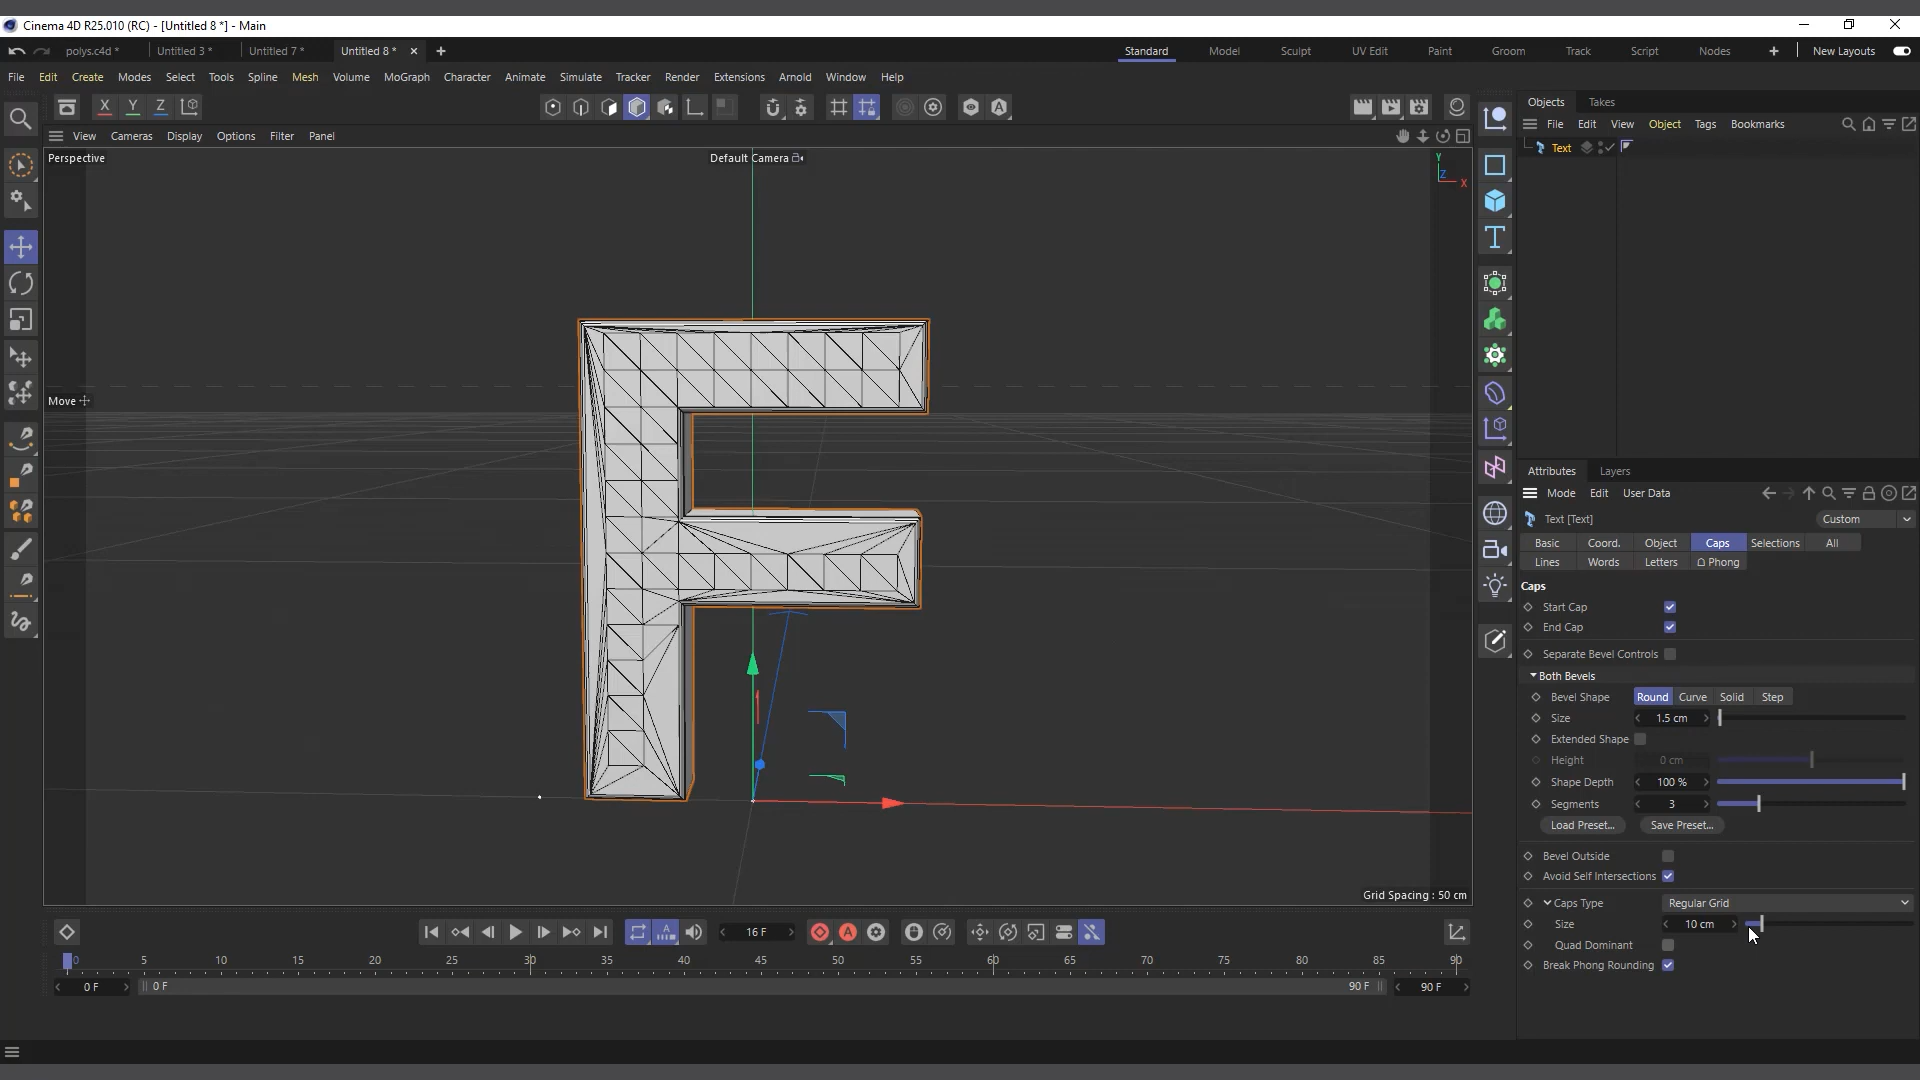 Cinema 4D R25.010 (RC) - [Untitled 8 *] - Main
polys.c4d * Untitled 3 * Untitled 7 * Untitled 8 * Standard Model Sculpt UV Edit Paint Groom Track Script Nodes New Layouts
File Edit Create Modes Select Tools Spline Mesh Volume MoGraph Character Animate Simulate Tracker Render Extensions Arnold Window Help
X Y Z
Objects Takes
File Edit View Object Tags Bookmarks
View Cameras Display Options Filter Panel
Text
Perspective Default Camera
Y
Z
X
Move
Attributes Layers
Mode Edit User Data
Text [Text] Custom
Basic Coord. Object Caps Selections All
Lines Words Letters Phong
Caps
Start Cap
End Cap
Separate Bevel Controls
Both Bevels
Bevel Shape Round Curve Solid Step
Size 1.5 cm
Extended Shape
Height 0 cm
Shape Depth 100 %
Segments 3
Load Preset... Save Preset...
Bevel Outside
Avoid Self Intersections
Caps Type Regular Grid
Size 10 cm
Quad Dominant
Break Phong Rounding
Grid Spacing : 50 cm
16 F
0 5 10 15 20 25 30 35 40 45 50 55 60 65 70 75 80 85 90
0 F 0 F 90 F 90 F